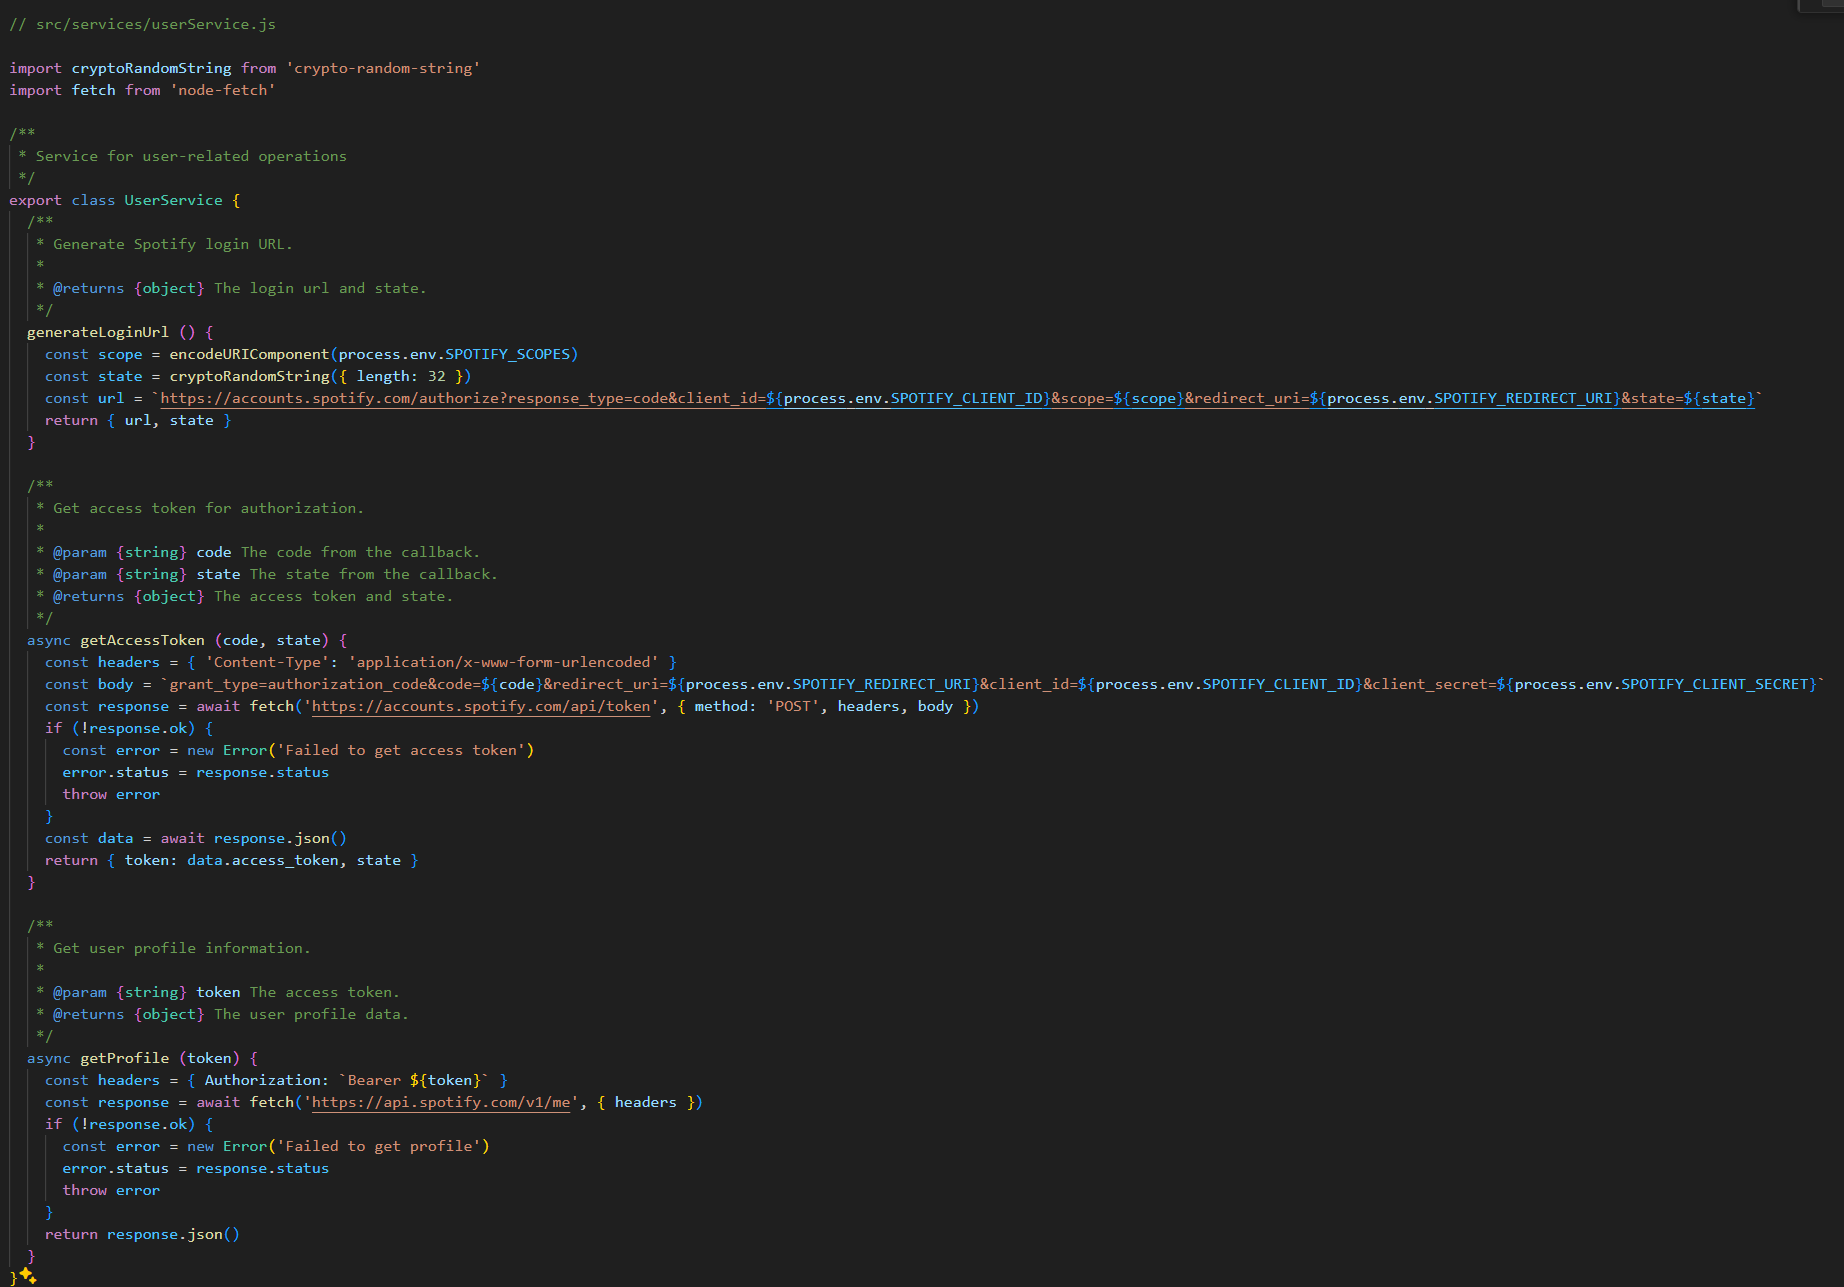 // src/services/userService.js
import cryptoRandomString from 'crypto-random-string'
import fetch from 'node-fetch'
/**
 * Service for user-related operations
 */
export class UserService {
  /**
   * Generate Spotify login URL.
   *
   * @returns {object} The login url and state.
   */
  generateLoginUrl () {
    const scope = encodeURIComponent(process.env.SPOTIFY_SCOPES)
    const state = cryptoRandomString({ length: 32 })
    const url = `https://accounts.spotify.com/authorize?response_type=code&client_id=${process.env.SPOTIFY_CLIENT_ID}&scope=${scope}&redirect_uri=${process.env.SPOTIFY_REDIRECT_URI}&state=${state}`
    return { url, state }
  }
  /**
   * Get access token for authorization.
   *
   * @param {string} code The code from the callback.
   * @param {string} state The state from the callback.
   * @returns {object} The access token and state.
   */
  async getAccessToken (code, state) {
    const headers = { 'Content-Type': 'application/x-www-form-urlencoded' }
    const body = `grant_type=authorization_code&code=${code}&redirect_uri=${process.env.SPOTIFY_REDIRECT_URI}&client_id=${process.env.SPOTIFY_CLIENT_ID}&client_secret=${process.env.SPOTIFY_CLIENT_SECRET}`
    const response = await fetch('https://accounts.spotify.com/api/token', { method: 'POST', headers, body })
    if (!response.ok) {
      const error = new Error('Failed to get access token')
      error.status = response.status
      throw error
    }
    const data = await response.json()
    return { token: data.access_token, state }
  }
  /**
   * Get user profile information.
   *
   * @param {string} token The access token.
   * @returns {object} The user profile data.
   */
  async getProfile (token) {
    const headers = { Authorization: `Bearer ${token}` }
    const response = await fetch('https://api.spotify.com/v1/me', { headers })
    if (!response.ok) {
      const error = new Error('Failed to get profile')
      error.status = response.status
      throw error
    }
    return response.json()
  }
}